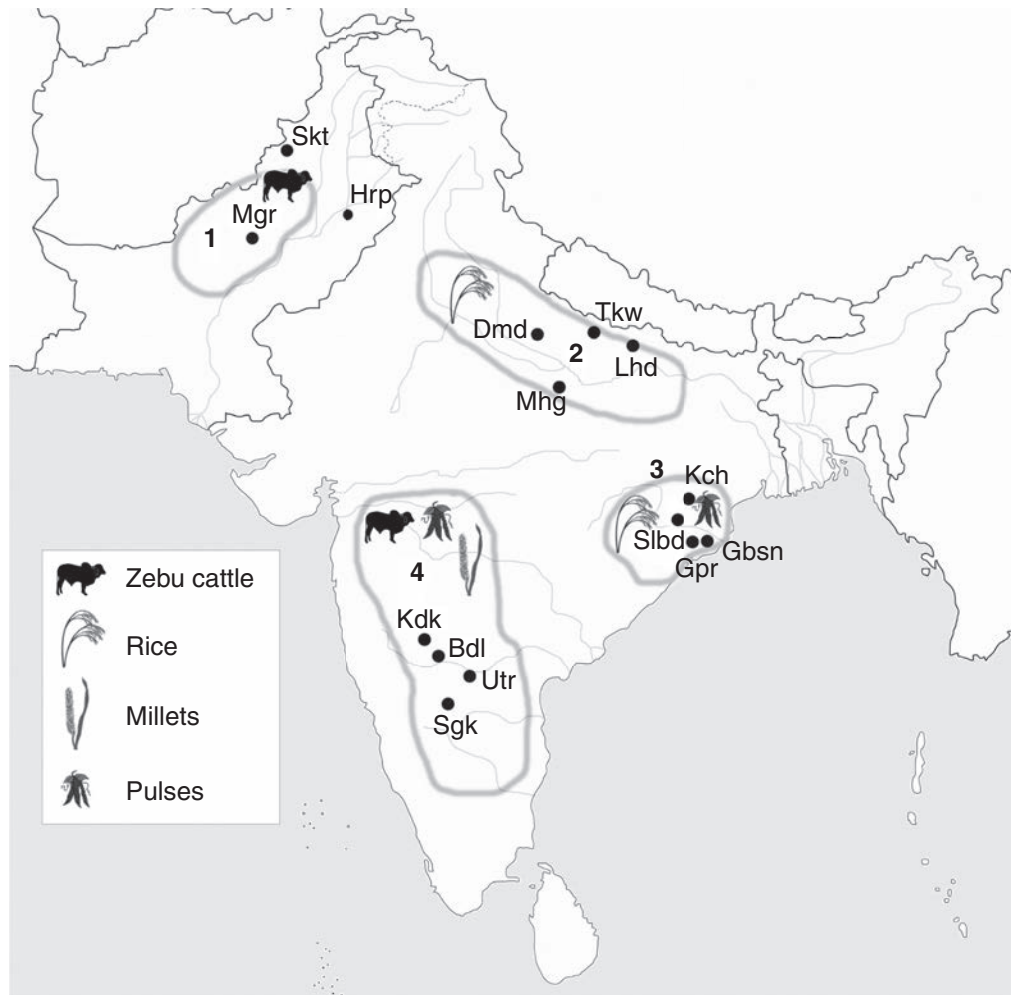 Skt
Hrp
Mgr
1
Tkw
Dmd
2
Lhd
Mhg
3
Kch
Slbd
Gbsn
Gpr
4
Kdk
Bdl
Utr
Sgk
Zebu cattle
Rice
Millets
Pulses